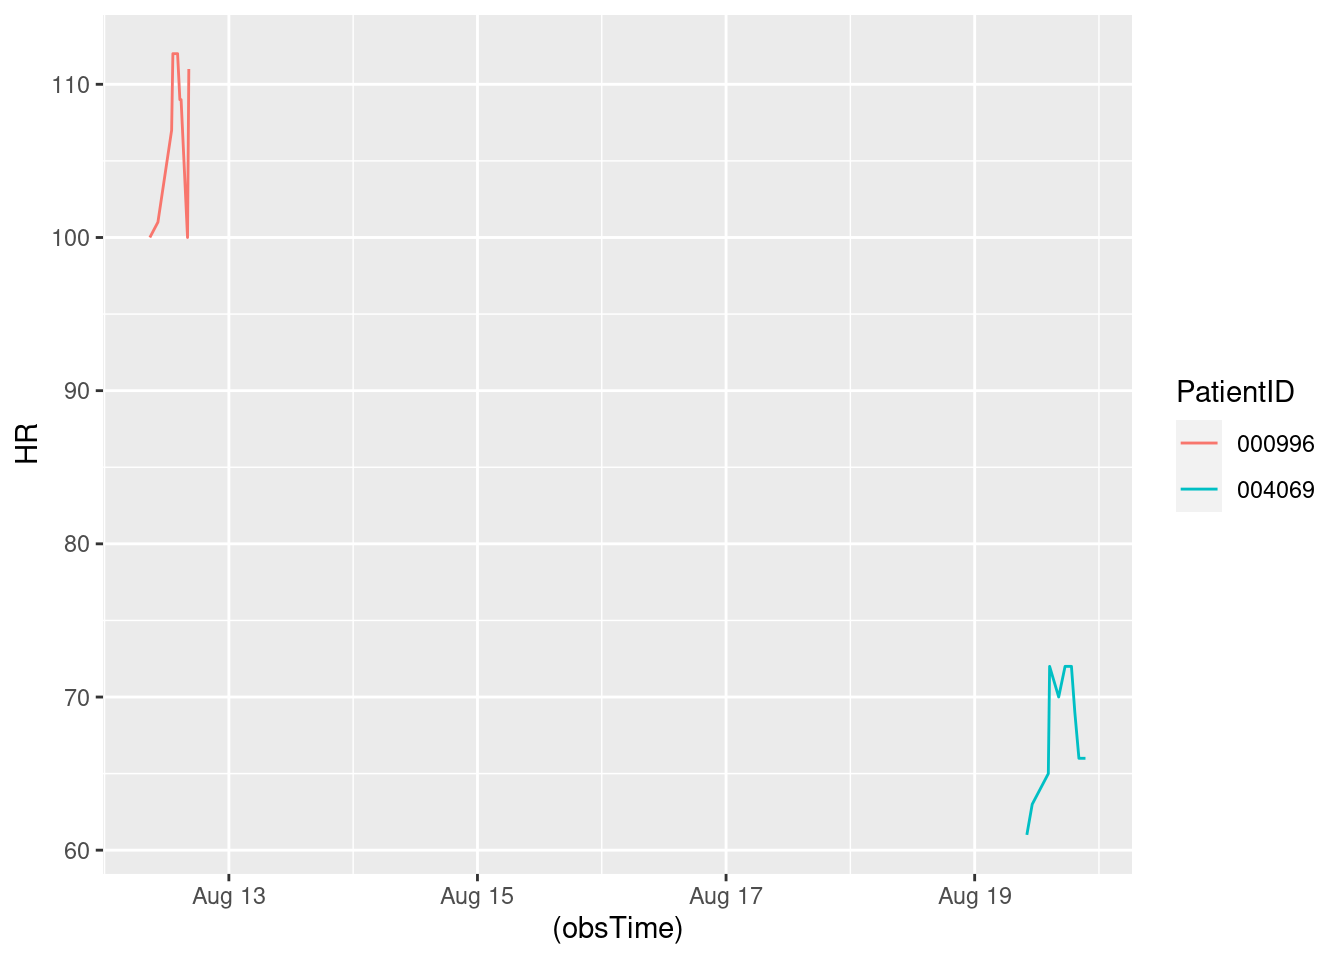 110
100
90
80
70
60
HR
Aug 13
Aug 15
Aug 17
Aug 19
(obsTime)
PatientID
000996
004069